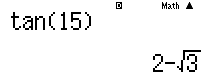 D Math ▲
tan(15)
2-√3